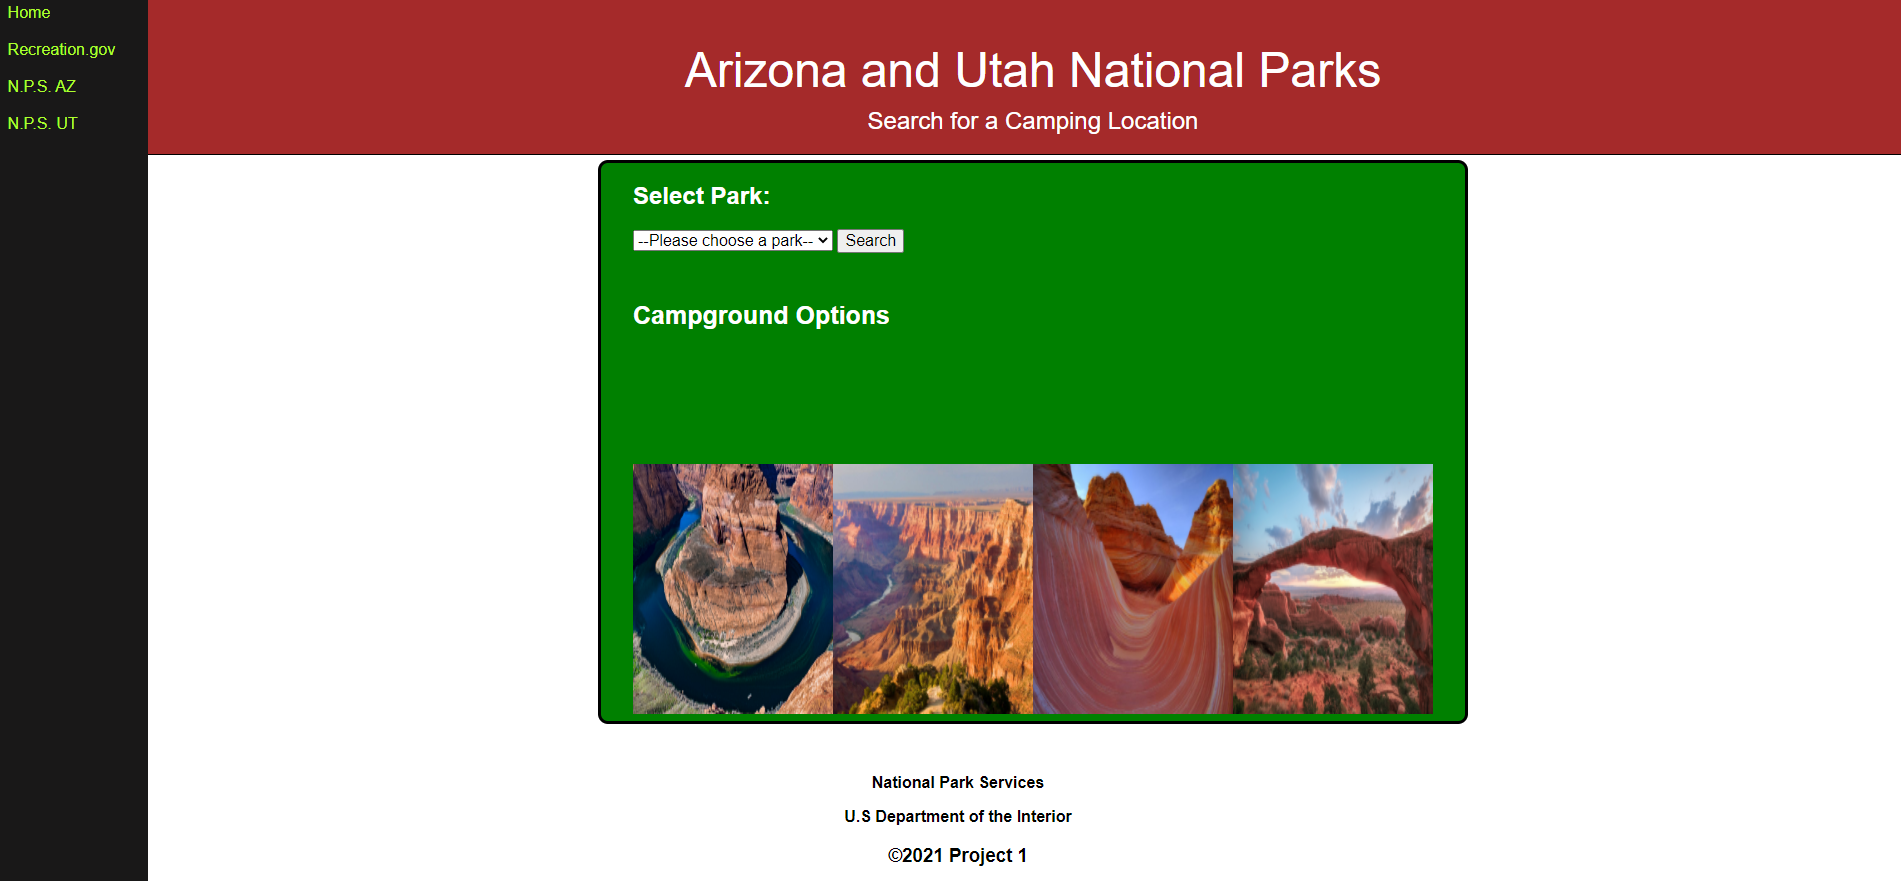 Home
Recreation.gov
N.P.S. AZ
N.P.S. UT
Arizona and Utah National Parks
Search for a Camping Location
Select Park:
--Please choose a park-- Search
Campground Options
National Park Services
U.S Department of the Interior
©2021 Project 1